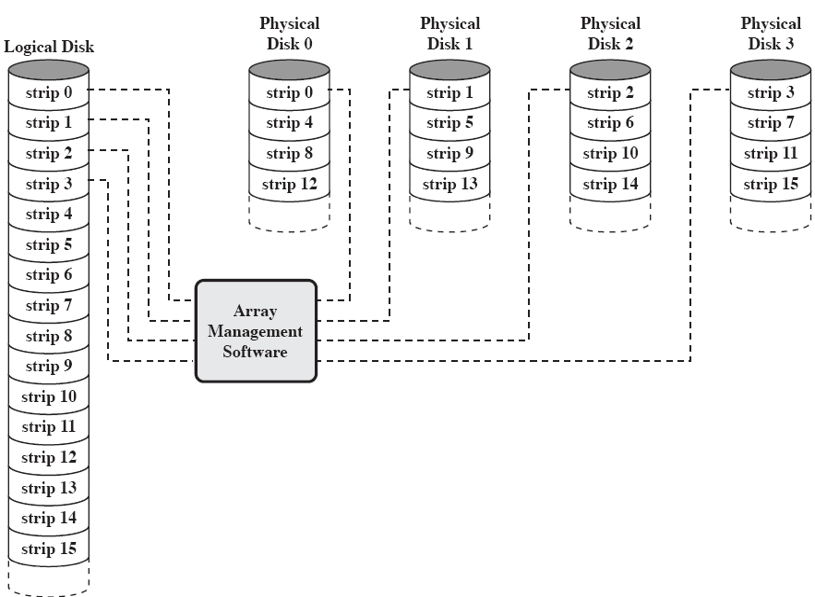 Logical Disk
strip 0
strip 1
strip 2
strip 3
strip 4
strip 5
strip 6
strip 7
strip 8
strip 9
strip 10
strip 11
strip 12
strip 13
strip 14
strip 15
Physical
Disk 0
strip 0
strip 4
strip 8
strip 12
Physical
Disk 1
strip 1
strip 5
strip 9
strip 13
Physical
Disk 2
strip 2
strip 6
strip 10
strip 14
Physical
Disk 3
strip 3
strip 7
strip 11
strip 15
Array
Management
Software